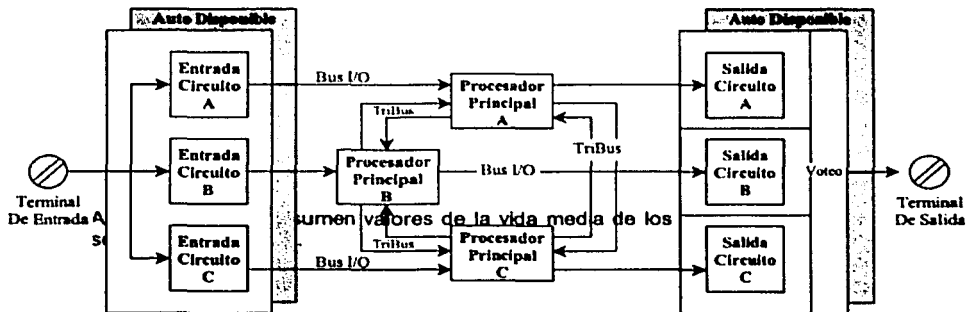 Auto Disponible
Auto Disponible
Entrada
Circuito
A
Bus I/O
Procesador
Principal
A
Salida
Circuito
A
TriBus
TriBus
Entrada
Circuito
B
Procesador
Principal
B
Bus I/O
Salida
Circuito
B
Voteo
Terminal
De Entrada
Terminal
De Salida
A
sumen valores de la vida media de los
TriBus
Entrada
Circuito
C
Bus I/O
Procesador
Principal
C
Salida
Circuito
C